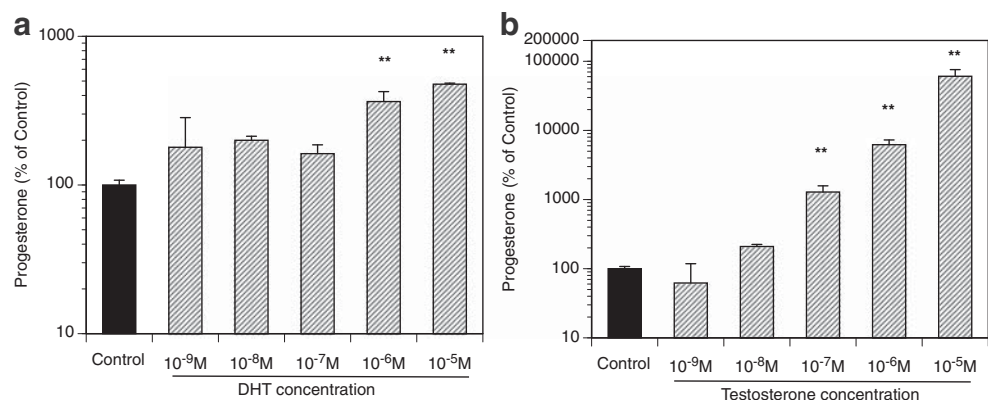 a
Progesterone (% of Control)
1000
100
10
** **
Control 10⁻⁹M 10⁻⁸M 10⁻⁷M 10⁻⁶M 10⁻⁵M
DHT concentration
b
Progesterone (% of Control)
200000
100000
10000
1000
100
10
**
**
**
Control 10⁻⁹M 10⁻⁸M 10⁻⁷M 10⁻⁶M 10⁻⁵M
Testosterone concentration